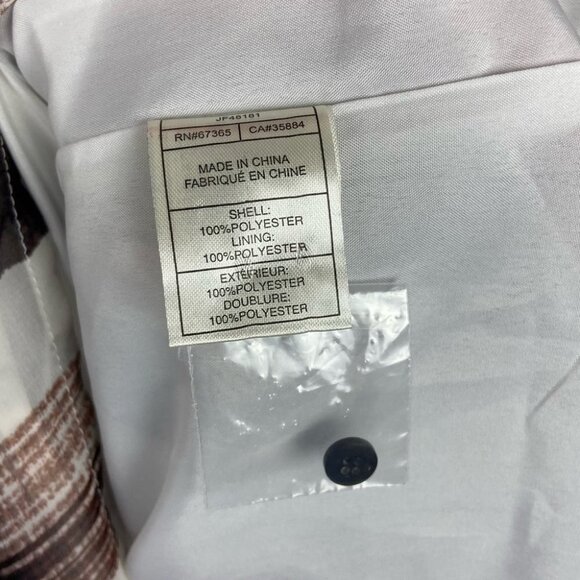 JP48181
RN#67365 CA#35884
MADE IN CHINA
FABRIQUÉ EN CHINE
SHELL:
100%POLYESTER
LINING:
100%POLYESTER
EXTÉRIEUR:
100%POLYESTER
DOUBLURE:
100%POLYESTER